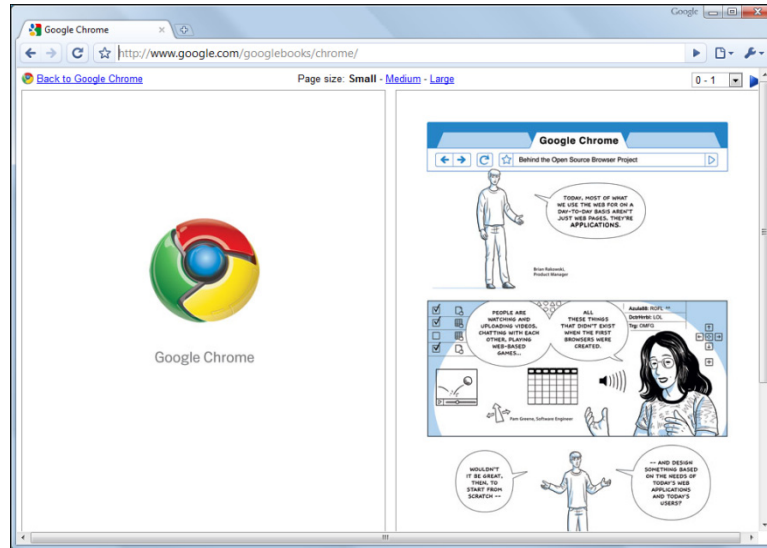 Google
Google Chrome
http://www.google.com/googlebooks/chrome/
Back to Google Chrome
Page size: Small - Medium - Large
0 - 1
Google Chrome
Google Chrome
Behind the Open Source Browser Project
TODAY, MOST OF WHAT
WE USE THE WEB FOR ON A
DAY-TO-DAY BASIS AREN'T
JUST WEB PAGES, THEY'RE
APPLICATIONS.
Brian Rakowski,
Product Manager
PEOPLE ARE
WATCHING AND
UPLOADING VIDEOS,
CHATTING WITH EACH
OTHER, PLAYING
WEB-BASED
GAMES...
ALL
THESE THINGS
THAT DIDN'T EXIST
WHEN THE FIRST
BROWSERS WERE
CREATED.
ROFL ^^
LOL
OMFG
Pam Greene, Software Engineer
WOULDN'T
IT BE GREAT,
THEN, TO
START FROM
SCRATCH --
-- AND DESIGN
SOMETHING BASED
ON THE NEEDS OF
TODAY'S WEB
APPLICATIONS
AND TODAY'S
USERS?